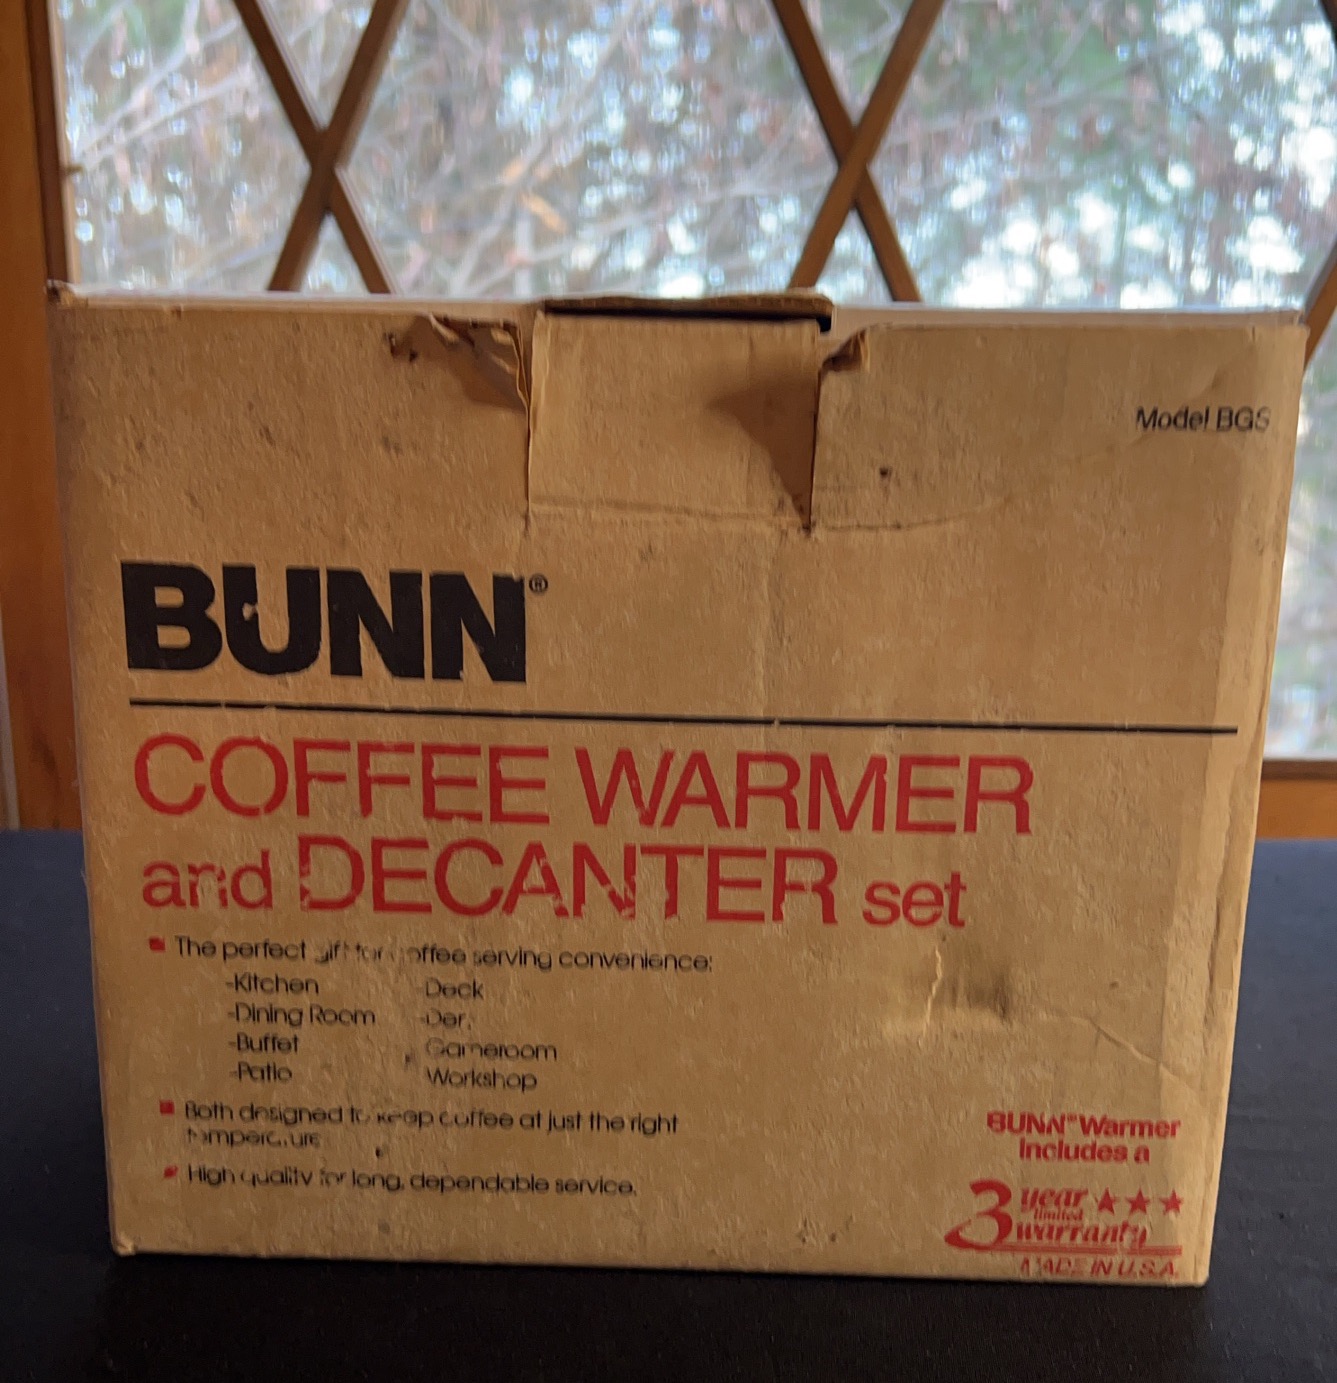 Model BGS
BUNN®
COFFEE WARMER
and DECANTER set
The perfect gift for coffee serving convenience:
-Kitchen -Deck
-Dining Room -Den
-Buffet Gameroom
-Patio Workshop
Both designed to keep coffee at just the right
temperature
High quality for long, dependable service.
BUNN® Warmer
Includes a
3 year ★★★
limited
warranty
MADE IN U.S.A.